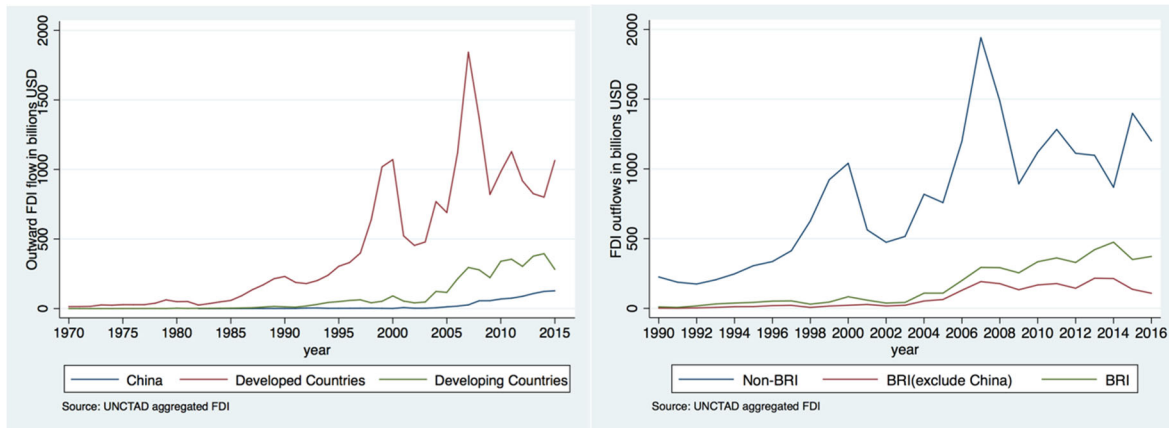 Outward FDI flow in billions USD
2000
1500
1000
500
0
1970 1975 1980 1985 1990 1995 2000 2005 2010 2015
year
China Developed Countries Developing Countries
Source: UNCTAD aggregated FDI
FDI outflows in billions USD
2000
1500
1000
500
0
1990 1992 1994 1996 1998 2000 2002 2004 2006 2008 2010 2012 2014 2016
year
Non-BRI BRI(exclude China) BRI
Source: UNCTAD aggregated FDI